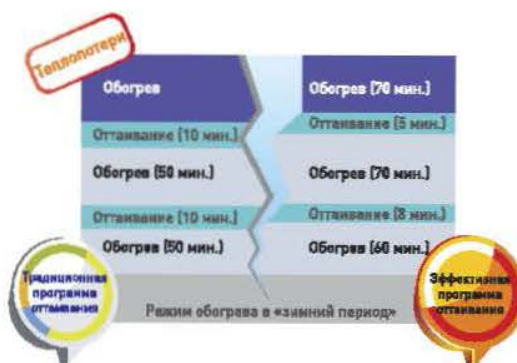 Теплопотери
Обогрев
Обогрев (70 мин.)
Оттаивание (10 мин.)
Оттаивание (5 мин.)
Обогрев (50 мин.)
Обогрев (70 мин.)
Оттаивание (10 мин.)
Оттаивание (8 мин.)
Обогрев (50 мин.)
Обогрев (60 мин.)
Традиционная
программа
оттаивания
Эффективная
программа
оттаивания
Режим обогрева в «зимний период»